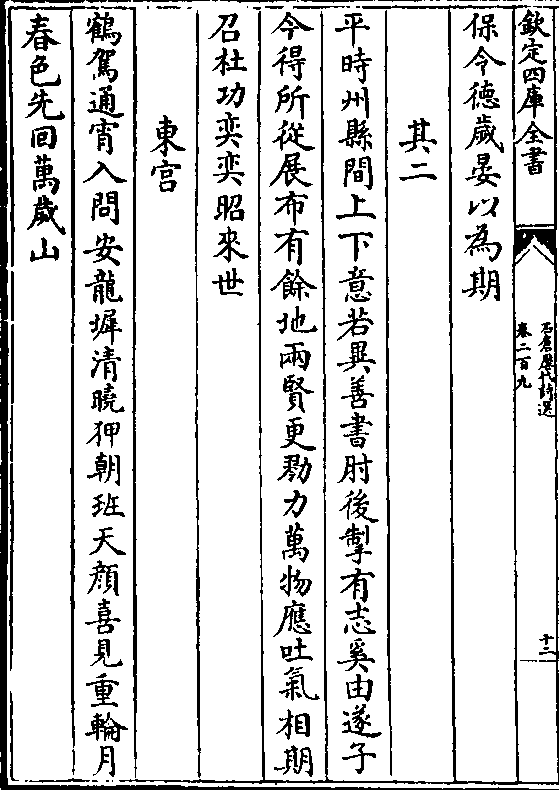 欽定四庫全書
石倉歷代詩選
卷二百九
十二
保令德歲晏以為期
其二
平時州縣間上下意若異善書肘後掣有志奚由遂子
今得所從展布有餘地兩賢更勠力萬物應吐氣相期
召杜功奕奕昭來世
東宫
鶴駕通宵入問安龍墀清曉押朝班天顔喜見重輪月
春色先回萬歲山